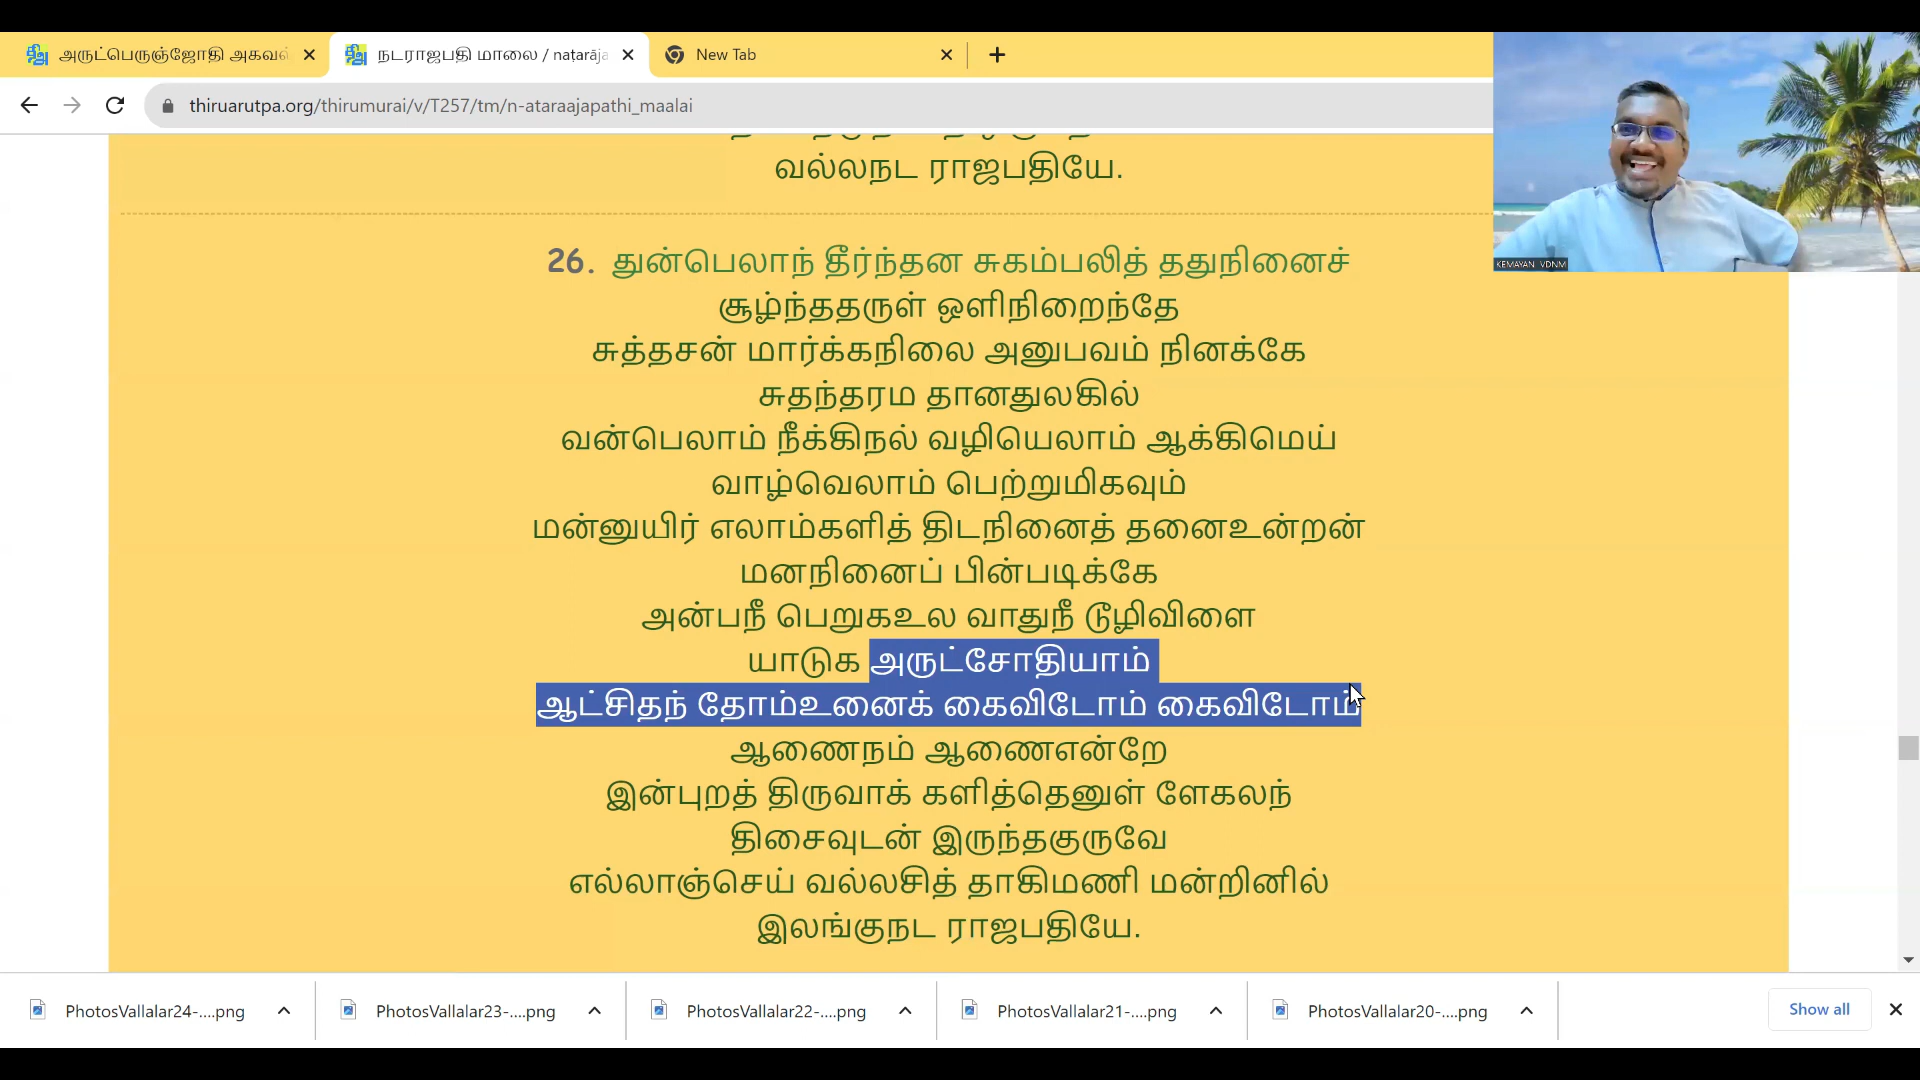 அருட்பெருஞ்ஜோதி அகவல்
நடராஜபதி மாலை / naṭarāja
New Tab
thiruarutpa.org/thirumurai/v/T257/tm/n-ataraajapathi_maalai
வல்லநட ராஜபதியே.
26. துன்பெலாந் தீர்ந்தன சுகம்பலித் ததுநினைச்
சூழ்ந்ததருள் ஒளிநிறைந்தே
சுத்தசன் மார்க்கநிலை அனுபவம் நினக்கே
சுதந்தரம தானதுலகில்
வன்பெலாம் நீக்கிநல் வழியெலாம் ஆக்கிமெய்
வாழ்வெலாம் பெற்றுமிகவும்
மன்னுயிர் எலாம்களித் திடநினைத் தனைஉன்றன்
மனநினைப் பின்படிக்கே
அன்பநீ பெறுகஉல வாதுநீ டூழிவிளை
யாடுக அருட்சோதியாம்
ஆட்சிதந் தோம்உனைக் கைவிடோம் கைவிடோம்
ஆணைநம் ஆணைஎன்றே
இன்புறத் திருவாக் களித்தெனுள் ளேகலந்
திசைவுடன் இருந்தகுருவே
எல்லாஞ்செய் வல்லசித் தாகிமணி மன்றினில்
இலங்குநட ராஜபதியே.
KEMAYAN VDNM
PhotosVallalar24-....png
PhotosVallalar23-....png
PhotosVallalar22-....png
PhotosVallalar21-....png
PhotosVallalar20-....png
Show all